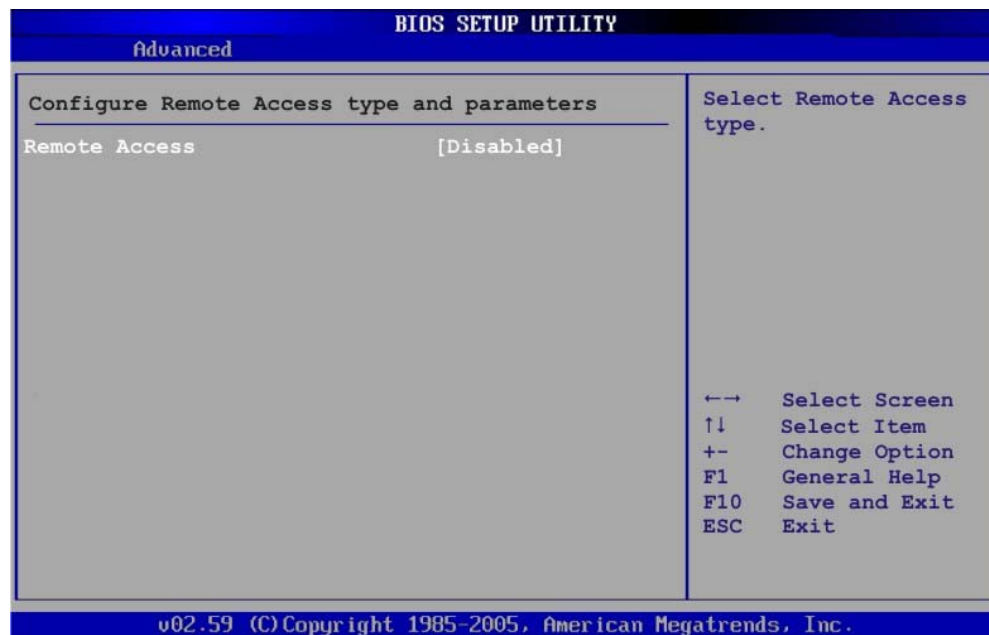 BIOS SETUP UTILITY
Advanced
Configure Remote Access type and parameters
Remote Access [Disabled]
Select Remote Access
type.
←→ Select Screen
↑↓ Select Item
+- Change Option
F1 General Help
F10 Save and Exit
ESC Exit
v02.59 (C)Copyright 1985-2005, American Megatrends, Inc.